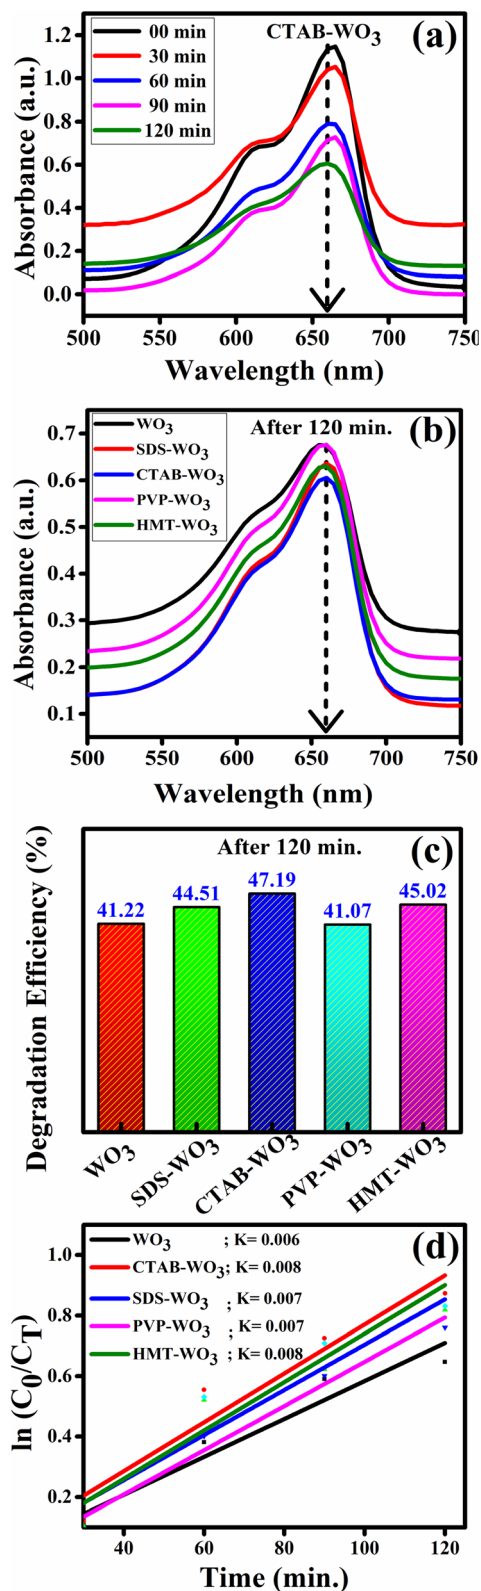 CTAB-WO3
(a)
00 min
30 min
60 min
90 min
120 min
Absorbance (a.u.)
1.2
1.0
0.8
0.6
0.4
0.2
0.0
500 550 600 650 700 750
Wavelength (nm)
After 120 min.
(b)
WO3
SDS-WO3
CTAB-WO3
PVP-WO3
HMT-WO3
Absorbance (a.u.)
0.7
0.6
0.5
0.4
0.3
0.2
0.1
500 550 600 650 700 750
Wavelength (nm)
After 120 min.
(c)
Degradation Efficiency (%)
41.22
44.51
47.19
41.07
45.02
WO3
SDS-WO3
CTAB-WO3
PVP-WO3
HMT-WO3
(d)
WO3 ; K= 0.006
CTAB-WO3; K= 0.008
SDS-WO3 ; K= 0.007
PVP-WO3 ; K= 0.007
HMT-WO3 ; K= 0.008
ln (C0/CT)
1.0
0.8
0.6
0.4
0.2
40 60 80 100 120
Time (min.)